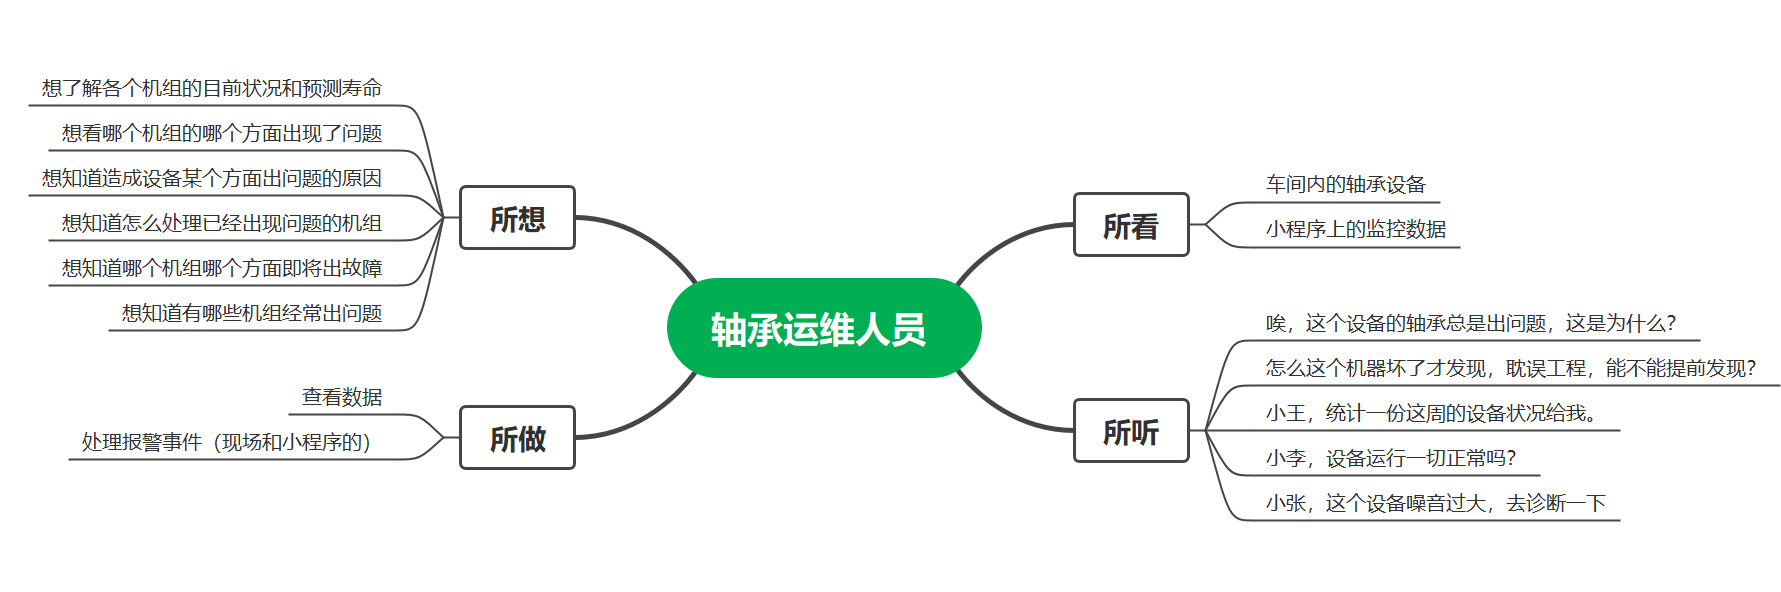 轴承运维人员
所想
想了解各个机组的目前状况和预测寿命
想看哪个机组的哪个方面出现了问题
想知道造成设备某个方面出问题的原因
想知道怎么处理已经出现问题的机组
想知道哪个机组哪个方面即将出故障
想知道有哪些机组经常出问题
所做
查看数据
处理报警事件（现场和小程序的）
所看
车间内的轴承设备
小程序上的监控数据
所听
唉，这个设备的轴承总是出问题，这是为什么？
怎么这个机器坏了才发现，耽误工程，能不能提前发现？
小王，统计一份这周的设备状况给我。
小李，设备运行一切正常吗？
小张，这个设备噪音过大，去诊断一下